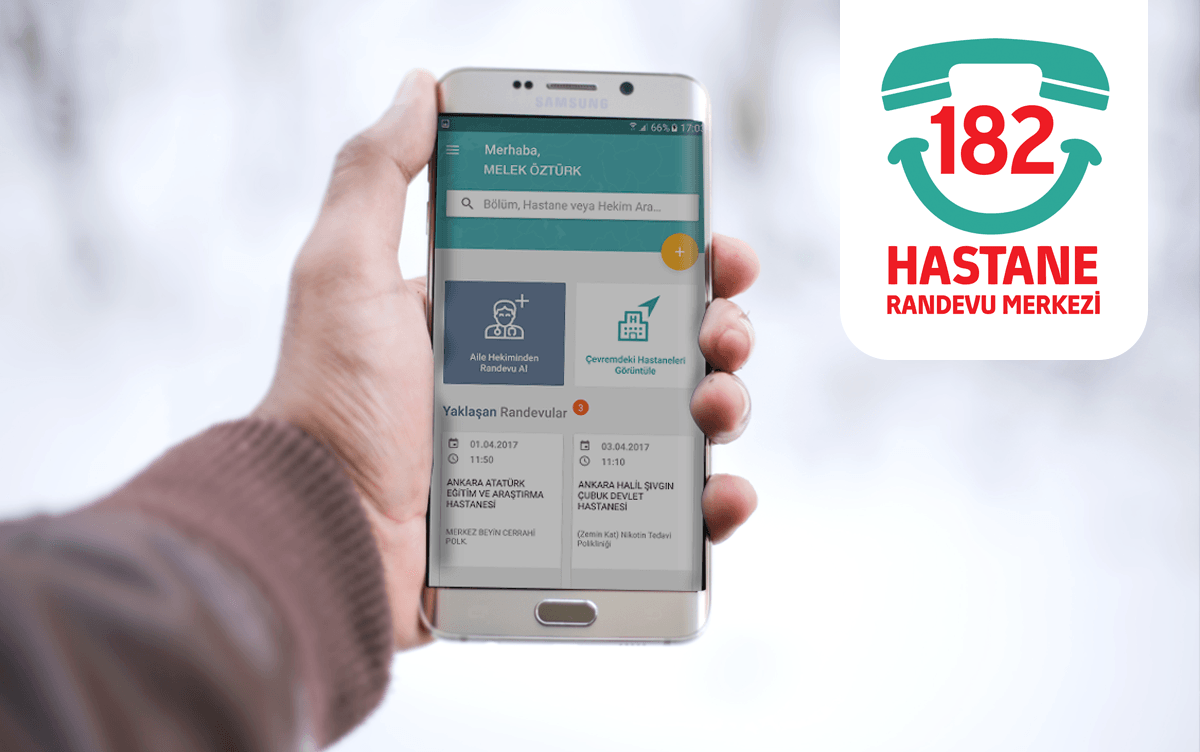 SAMSUNG
66% 17:03
Merhaba,
MELEK ÖZTÜRK
Bölüm, Hastane veya Hekim Ara...
+
Aile Hekiminden
Randevu Al
H
Çevremdeki Hastaneleri
Görüntüle
Yaklaşan Randevular 3
01.04.2017
11:50
ANKARA ATATÜRK
EĞİTİM VE ARAŞTIRMA
HASTANESİ
MERKEZ BEYİN CERRAHİ
POLK.
03.04.2017
11:10
ANKARA HALİL ŞIVGIN
ÇUBUK DEVLET
HASTANESİ
(Zemin Kat) Nikotin Tedavi
Polikliniği
182
HASTANE
RANDEVU MERKEZİ